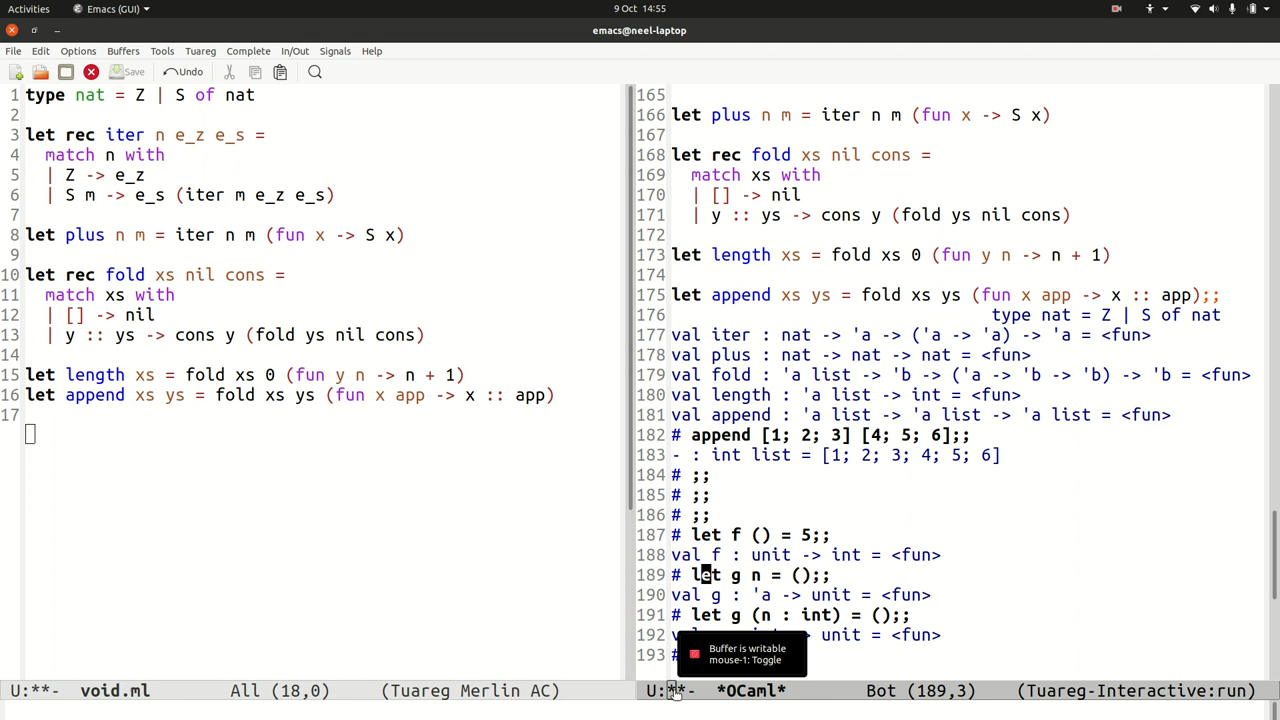 Activities Emacs (GUI) 9 Oct 14:55
emacs@neel-laptop
File Edit Options Buffers Tools Tuareg Complete In/Out Signals Help
Save Undo
1 type nat = Z | S of nat
2
3 let rec iter n e_z e_s =
4   match n with
5   | Z -> e_z
6   | S m -> e_s (iter m e_z e_s)
7
8 let plus n m = iter n m (fun x -> S x)
9
10 let rec fold xs nil cons =
11   match xs with
12   | [] -> nil
13   | y :: ys -> cons y (fold ys nil cons)
14
15 let length xs = fold xs 0 (fun y n -> n + 1)
16 let append xs ys = fold xs ys (fun x app -> x :: app)
17
U:**- void.ml All (18,0) (Tuareg Merlin AC)
165
166 let plus n m = iter n m (fun x -> S x)
167
168 let rec fold xs nil cons =
169   match xs with
170   | [] -> nil
171   | y :: ys -> cons y (fold ys nil cons)
172
173 let length xs = fold xs 0 (fun y n -> n + 1)
174
175 let append xs ys = fold xs ys (fun x app -> x :: app);;
176 type nat = Z | S of nat
177 val iter : nat -> 'a -> ('a -> 'a) -> 'a = <fun>
178 val plus : nat -> nat -> nat = <fun>
179 val fold : 'a list -> 'b -> ('a -> 'b -> 'b) -> 'b = <fun>
180 val length : 'a list -> int = <fun>
181 val append : 'a list -> 'a list -> 'a list = <fun>
182 # append [1; 2; 3] [4; 5; 6];;
183 - : int list = [1; 2; 3; 4; 5; 6]
184 # ;;
185 # ;;
186 # ;;
187 # let f () = 5;;
188 val f : unit -> int = <fun>
189 # let g n = ();;
190 val g : 'a -> unit = <fun>
191 # let g (n : int) = ();;
192 unit = <fun>
193 #
Buffer is writable
mouse-1: Toggle
U:**- *OCaml* Bot (189,3) (Tuareg-Interactive:run)